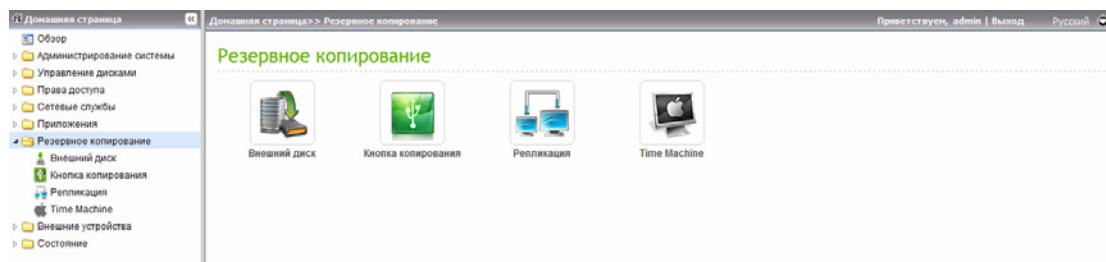 Домашняя страница
Домашняя страница>> Резервное копирование
Приветствуем, admin | Выход
Русский
Обзор
Администрирование системы
Управление дисками
Права доступа
Сетевые службы
Приложения
Резервное копирование
Внешний диск
Кнопка копирования
Репликация
Time Machine
Внешние устройства
Состояние
Резервное копирование
Внешний диск
Кнопка копирования
Репликация
Time Machine